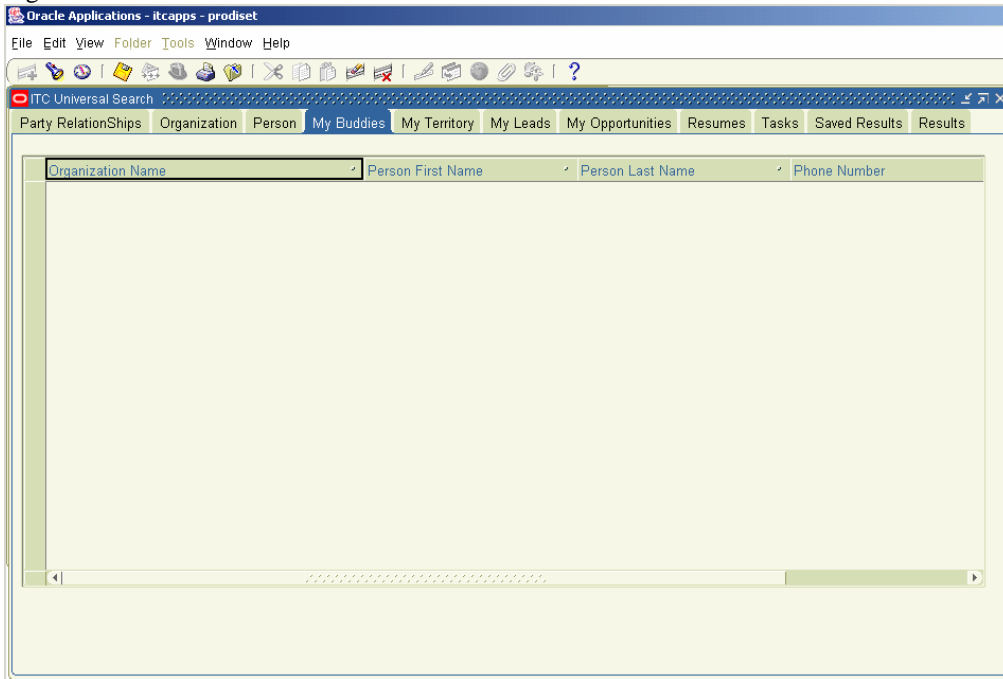 Oracle Applications - itcapps - prodiset
File Edit View Folder Tools Window Help
?
ITC Universal Search
Party RelationShips Organization Person My Buddies My Territory My Leads My Opportunities Resumes Tasks Saved Results Results
Organization Name Person First Name Person Last Name Phone Number